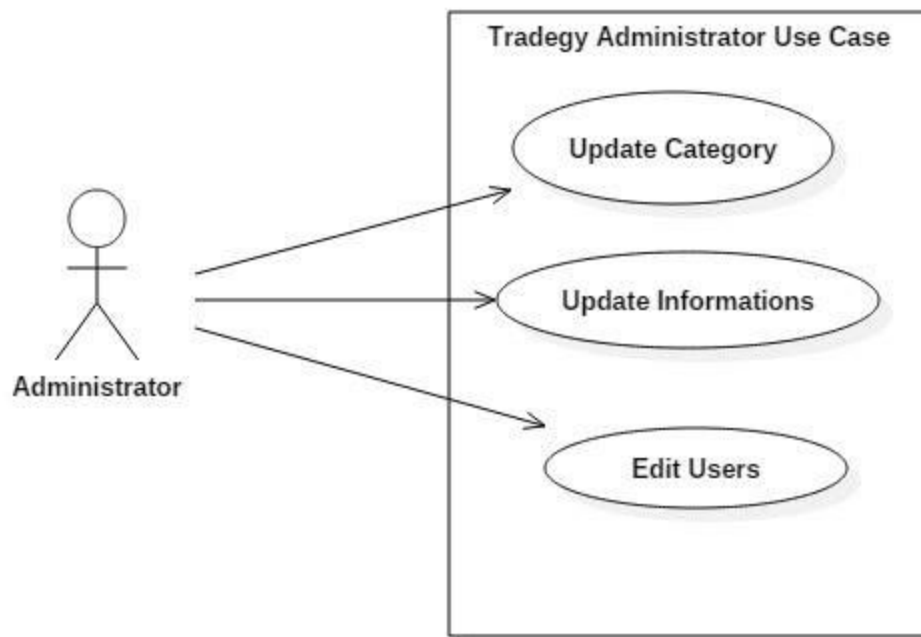 Tradegy Administrator Use Case
Update Category
Update Informations
Administrator
Edit Users